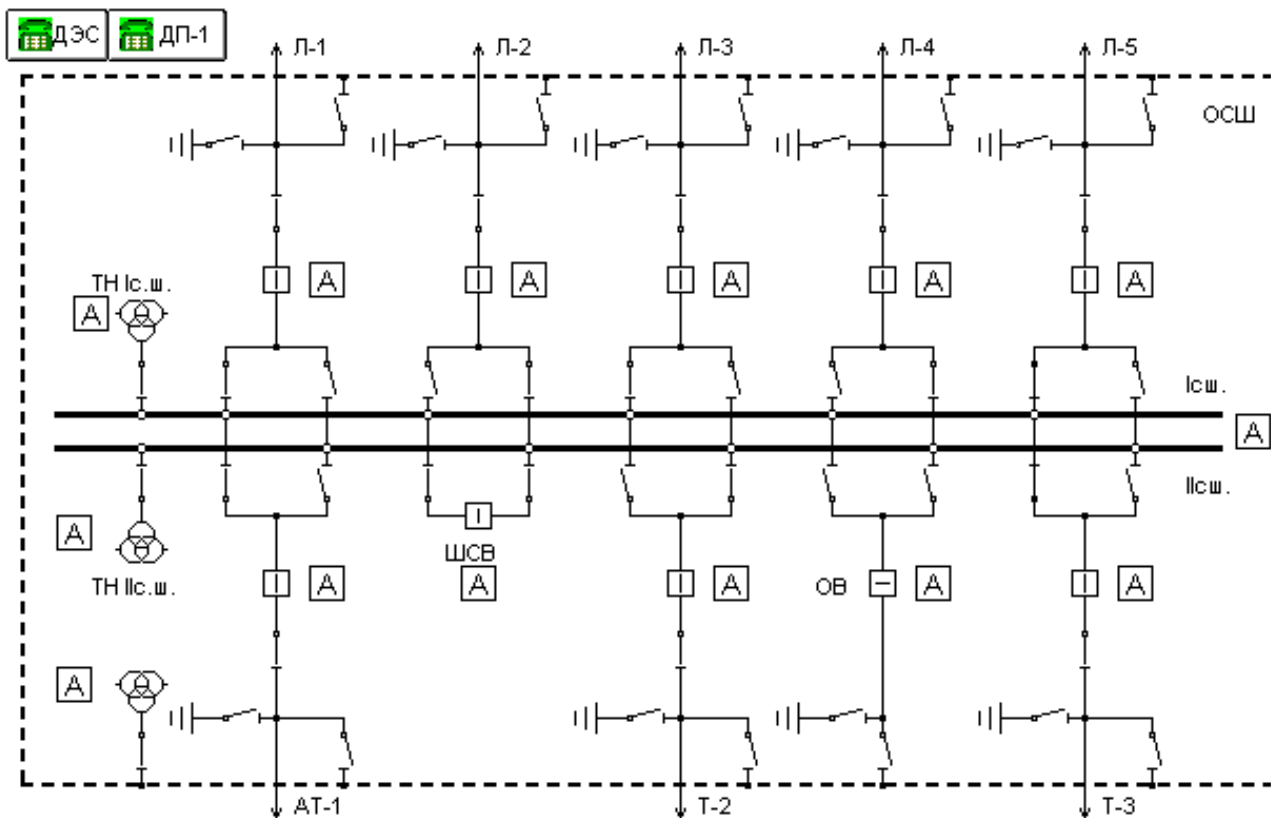 ДЭС ДП-1
Л-1 Л-2 Л-3 Л-4 Л-5
ОСШ
А А А А А
ТН Iс.ш.
А
Iсш.
А
IIсш.
А
ТН IIс.ш.
ШСВ
А
А А ОВ А А
А
АТ-1 Т-2 Т-3